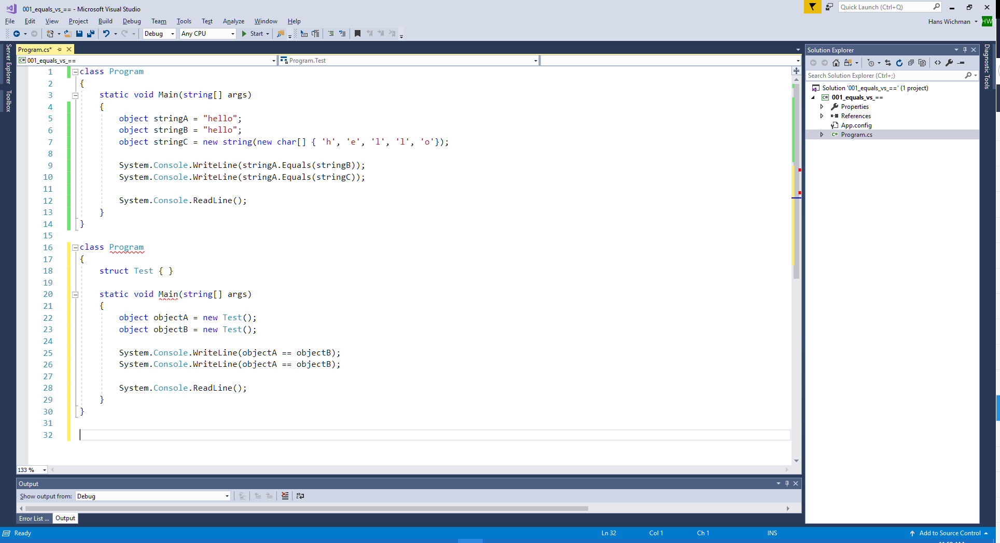 001_equals_vs_== - Microsoft Visual Studio
Quick Launch (Ctrl+Q)
File Edit View Project Build Debug Team Tools Test Analyze Window Help
Hans Wichman HW
Debug Any CPU Start
Server Explorer
Toolbox
Program.cs*
001_equals_vs_== Program.Test
1 class Program
2 {
3 static void Main(string[] args)
4 {
5 object stringA = "hello";
6 object stringB = "hello";
7 object stringC = new string(new char[] { 'h', 'e', 'l', 'l', 'o'});
8
9 System.Console.WriteLine(stringA.Equals(stringB));
10 System.Console.WriteLine(stringA.Equals(stringC));
11
12 System.Console.ReadLine();
13 }
14 }
15
16 class Program
17 {
18 struct Test { }
19
20 static void Main(string[] args)
21 {
22 object objectA = new Test();
23 object objectB = new Test();
24
25 System.Console.WriteLine(objectA == objectB);
26 System.Console.WriteLine(objectA == objectB);
27
28 System.Console.ReadLine();
29 }
30 }
31
32
133 %
Output
Show output from: Debug
Error List ... Output
Solution Explorer
Search Solution Explorer (Ctrl+;)
Solution '001_equals_vs_==' (1 project)
C# 001_equals_vs_==
Properties
References
App.config
C# Program.cs
Diagnostic Tools
Ready Ln 32 Col 1 Ch 1 INS Add to Source Control